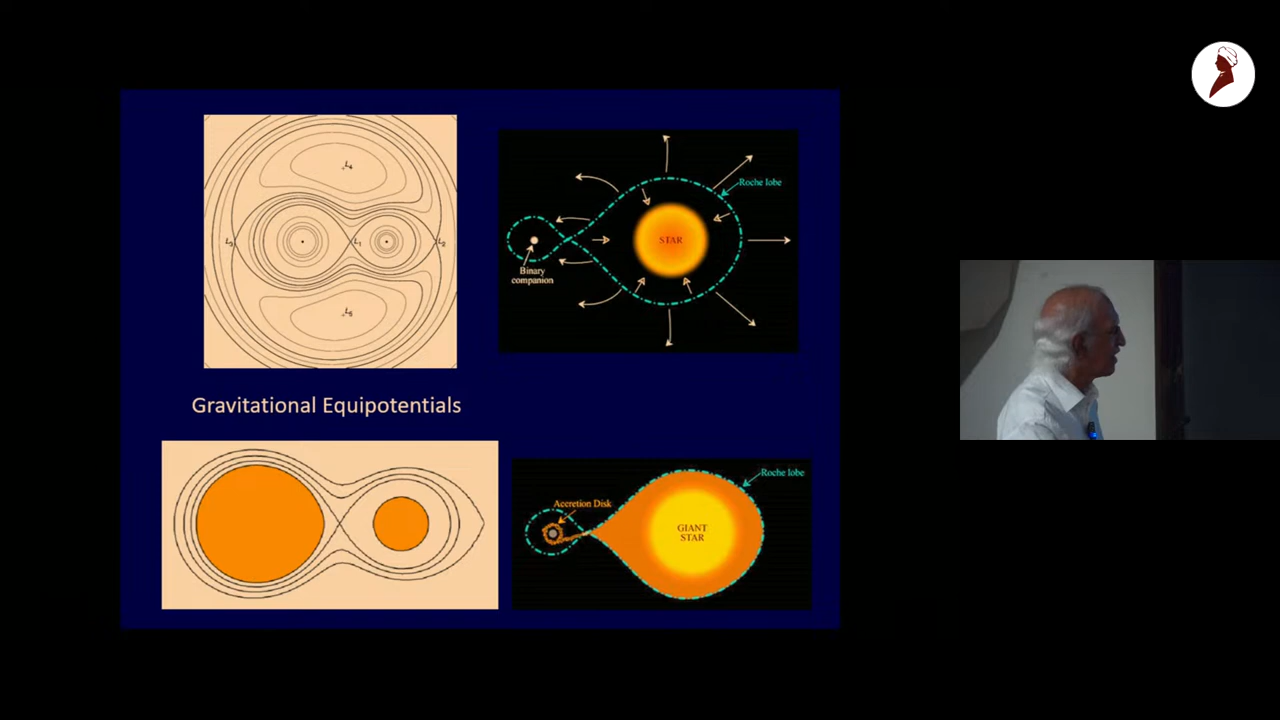 L₄
L₃
L₁
L₂
L₅
Roche lobe
STAR
Binary
companion
Gravitational Equipotentials
Roche lobe
Accretion Disk
GIANT
STAR